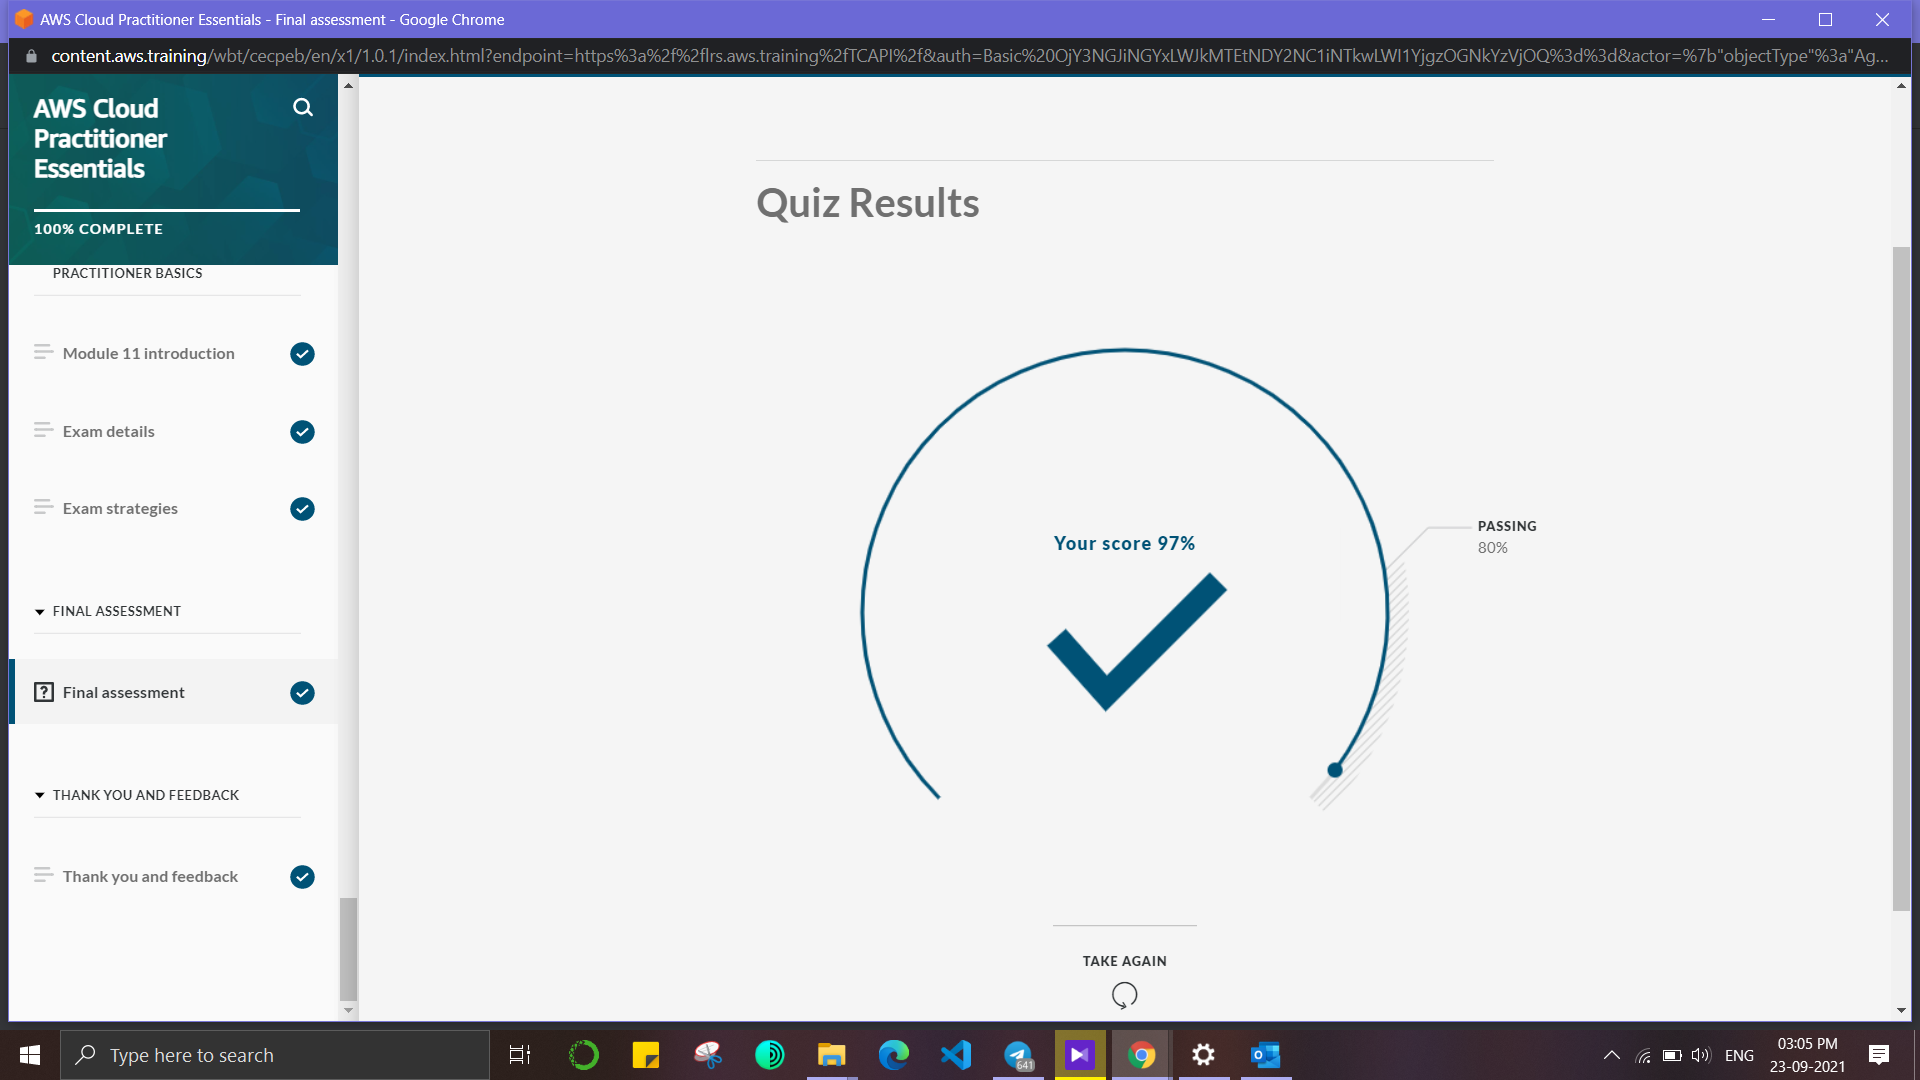 AWS Cloud Practitioner Essentials - Final assessment - Google Chrome
content.aws.training/wbt/cecpeb/en/x1/1.0.1/index.html?endpoint=https%3a%2f%2flrs.aws.training%2fTCAPI%2f&auth=Basic%20OjY3NGJiNGYxLWJkMTEtNDY2NC1iNTkwLWI1YjgzOGNkYzVjOQ%3d%3d&actor=%7b"objectType"%3a"Ag...
AWS Cloud
Practitioner
Essentials
100% COMPLETE
PRACTITIONER BASICS
Module 11 introduction
Exam details
Exam strategies
FINAL ASSESSMENT
Final assessment
THANK YOU AND FEEDBACK
Thank you and feedback
Quiz Results
Your score 97%
PASSING
80%
TAKE AGAIN
Type here to search
641
ENG
03:05 PM
23-09-2021